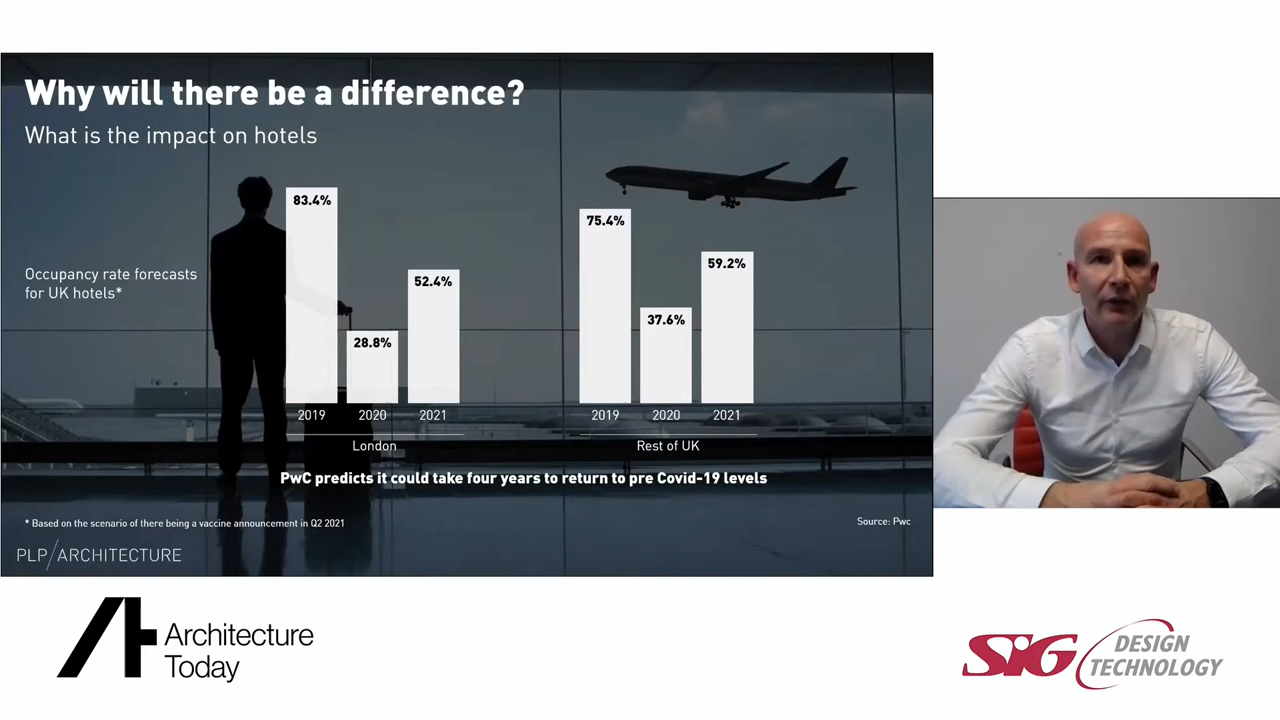 Why will there be a difference?
What is the impact on hotels
Occupancy rate forecasts
for UK hotels*
83.4%
28.8%
52.4%
2019
2020
2021
London
75.4%
37.6%
59.2%
2019
2020
2021
Rest of UK
PwC predicts it could take four years to return to pre Covid-19 levels
* Based on the scenario of there being a vaccine announcement in Q2 2021
Source: Pwc
PLP/ARCHITECTURE
Architecture
Today
SIG DESIGN
TECHNOLOGY